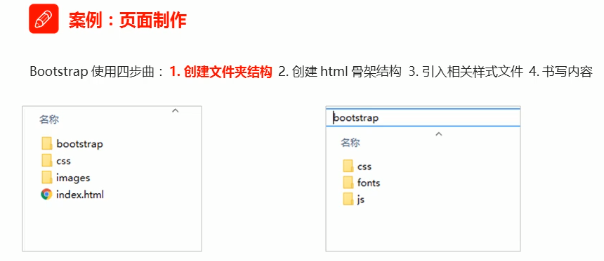 案例：页面制作
Bootstrap 使用四步曲：1. 创建文件夹结构 2. 创建 html 骨架结构 3. 引入相关样式文件 4. 书写内容
名称
bootstrap
css
images
index.html
bootstrap
名称
css
fonts
js